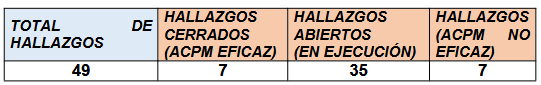 TOTAL DE HALLAZGOS
HALLAZGOS CERRADOS (ACPM EFICAZ)
HALLAZGOS ABIERTOS (EN EJECUCIÓN)
HALLAZGOS (ACPM NO EFICAZ)
49
7
35
7